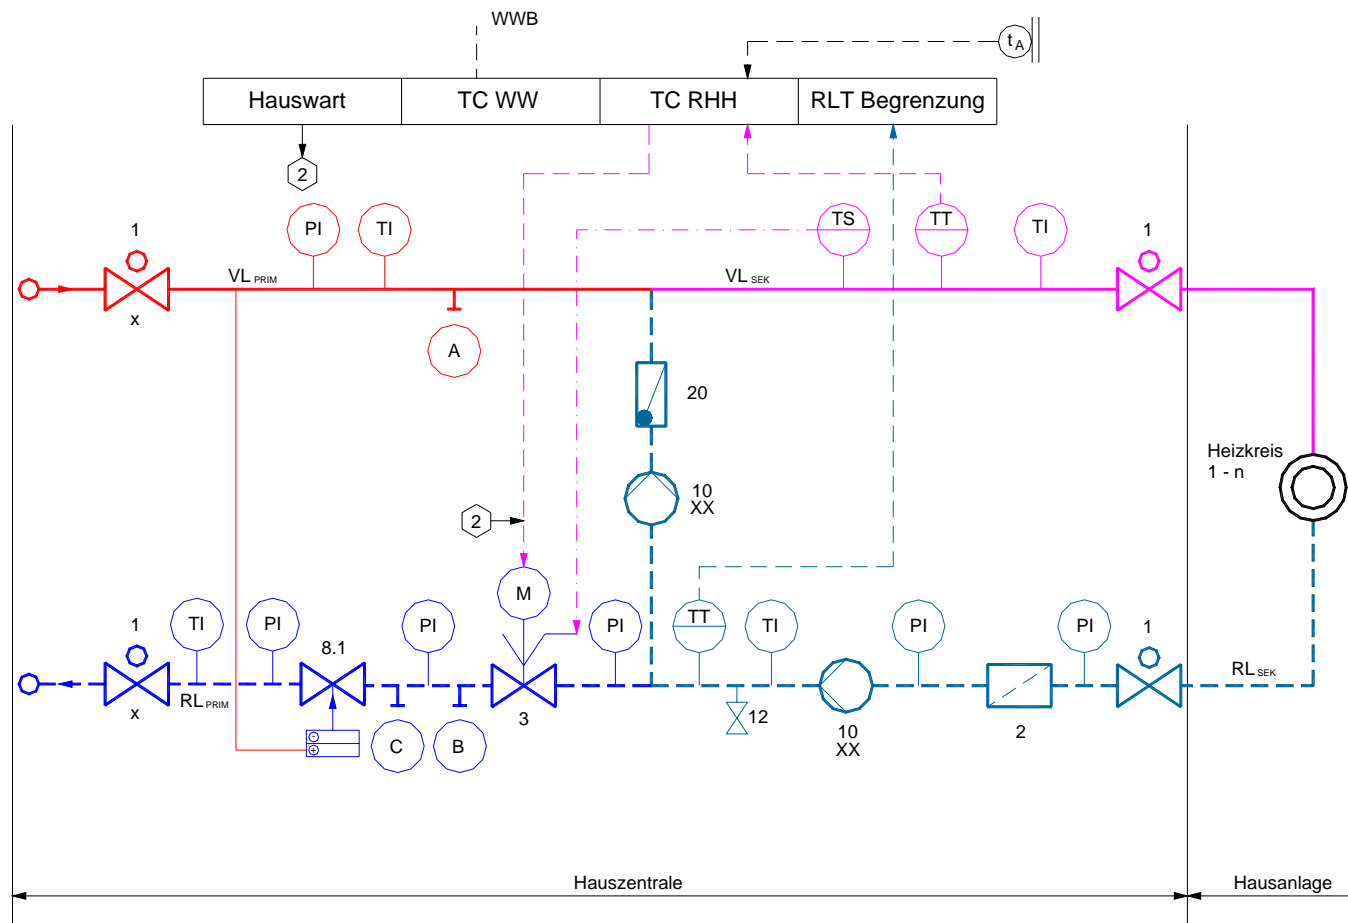 WWB
t A
Hauswart
TC WW
TC RHH
RLT Begrenzung
2
1
PI
TI
TS
TT
TI
1
VL PRIM
VL SEK
x
A
20
Heizkreis
1 - n
10
XX
2
M
1
TI
PI
8.1
PI
PI
TT
TI
PI
PI
1
x
RL PRIM
3
12
RL SEK
C
B
10
XX
2
Hauszentrale
Hausanlage